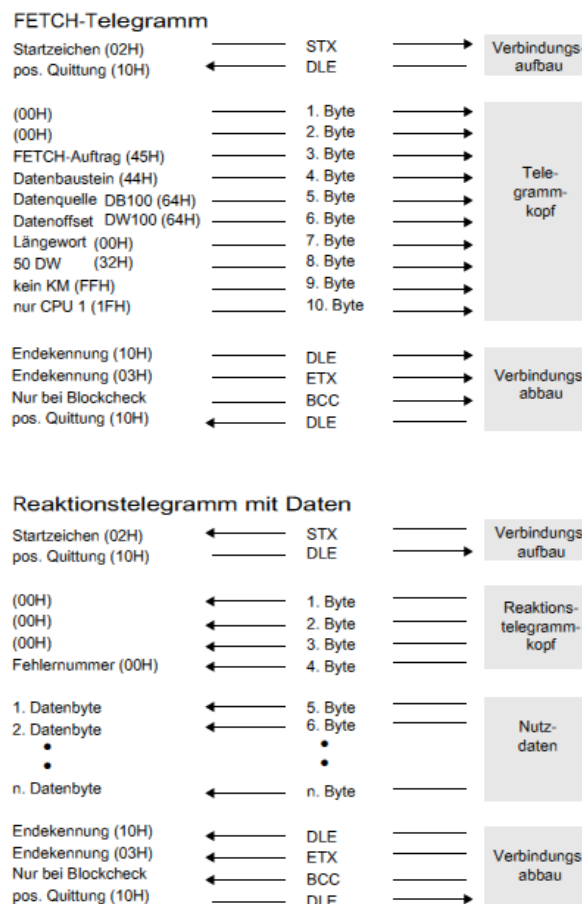 FETCH-Telegramm
Startzeichen (02H) STX Verbindungs-
pos. Quittung (10H) DLE aufbau
(00H) 1. Byte
(00H) 2. Byte
FETCH-Auftrag (45H) 3. Byte
Datenbaustein (44H) 4. Byte Tele-
Datenquelle DB100 (64H) 5. Byte gramm-
Datenoffset DW100 (64H) 6. Byte kopf
Längewort (00H) 7. Byte
50 DW (32H) 8. Byte
kein KM (FFH) 9. Byte
nur CPU 1 (1FH) 10. Byte
Endekennung (10H) DLE
Endekennung (03H) ETX Verbindungs
Nur bei Blockcheck BCC abbau
pos. Quittung (10H) DLE
Reaktionstelegramm mit Daten
Startzeichen (02H) STX Verbindungs
pos. Quittung (10H) DLE aufbau
(00H) 1. Byte Reaktions-
(00H) 2. Byte telegramm-
(00H) 3. Byte kopf
Fehlernummer (00H) 4. Byte
1. Datenbyte 5. Byte
2. Datenbyte 6. Byte Nutz-
daten
n. Datenbyte n. Byte
Endekennung (10H) DLE
Endekennung (03H) ETX Verbindungs
Nur bei Blockcheck BCC abbau
pos. Quittung (10H) DLE